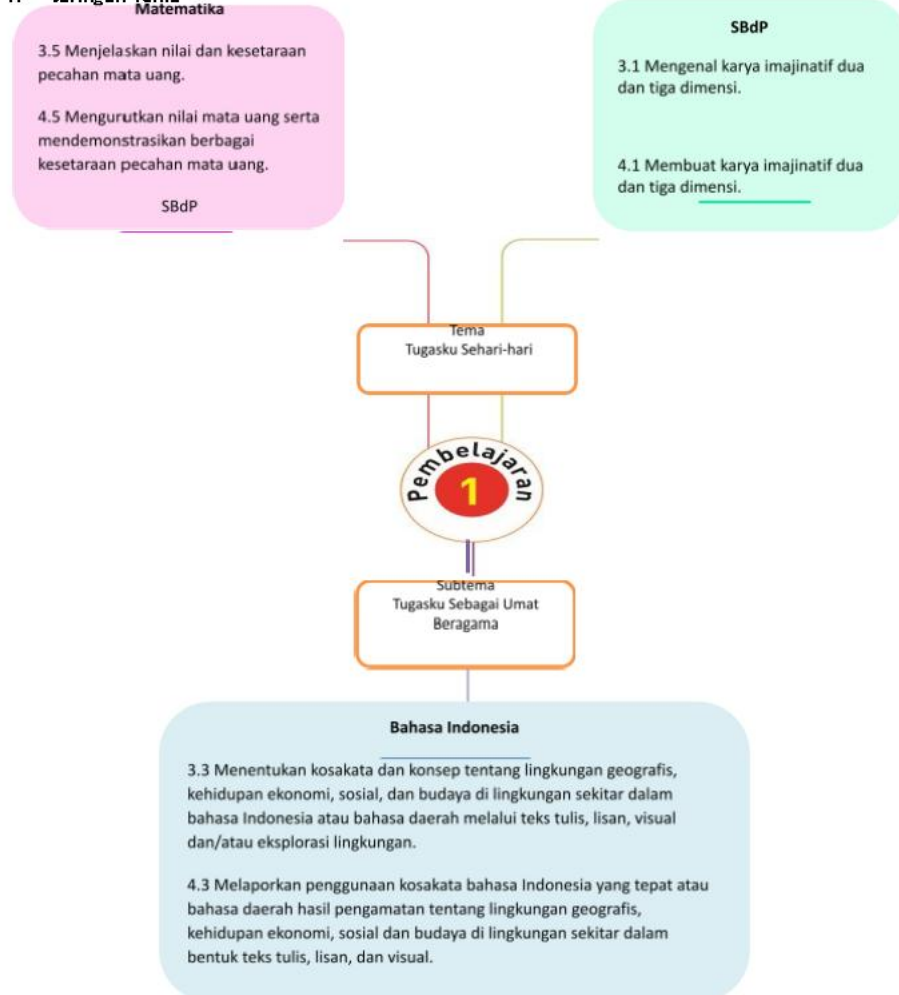 Jaringan Tema
Matematika
3.5 Menjelaskan nilai dan kesetaraan
pecahan mata uang.
4.5 Mengurutkan nilai mata uang serta
mendemonstrasikan berbagai
kesetaraan pecahan mata uang.
SBdP
SBdP
3.1 Mengenal karya imajinatif dua
dan tiga dimensi.
4.1 Membuat karya imajinatif dua
dan tiga dimensi.
Tema
Tugasku Sehari-hari
Pembelajaran
1
Subtema
Tugasku Sebagai Umat
Beragama
Bahasa Indonesia
3.3 Menentukan kosakata dan konsep tentang lingkungan geografis,
kehidupan ekonomi, sosial, dan budaya di lingkungan sekitar dalam
bahasa Indonesia atau bahasa daerah melalui teks tulis, lisan, visual
dan/atau eksplorasi lingkungan.
4.3 Melaporkan penggunaan kosakata bahasa Indonesia yang tepat atau
bahasa daerah hasil pengamatan tentang lingkungan geografis,
kehidupan ekonomi, sosial dan budaya di lingkungan sekitar dalam
bentuk teks tulis, lisan, dan visual.